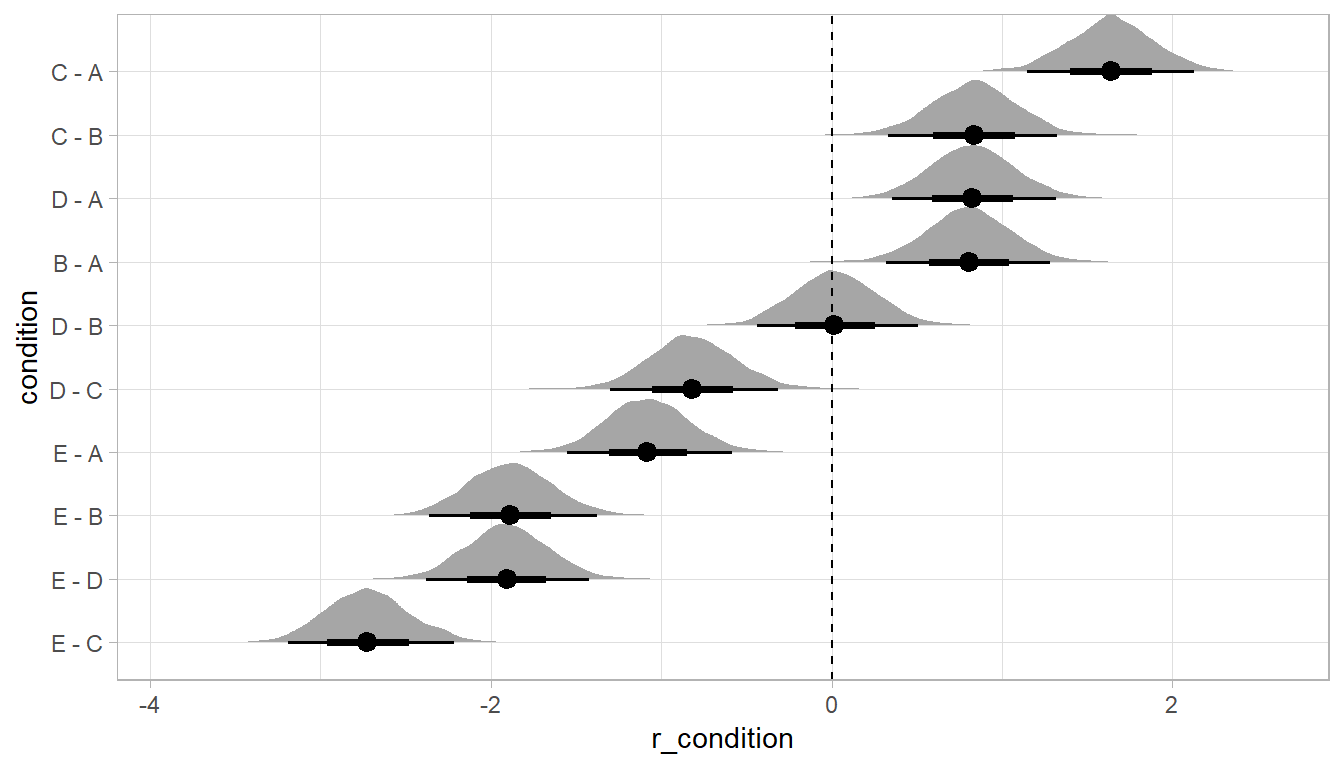 C - A
C - B
D - A
B - A
D - B
D - C
E - A
E - B
E - D
E - C
condition
-4 -2 0 2
r_condition